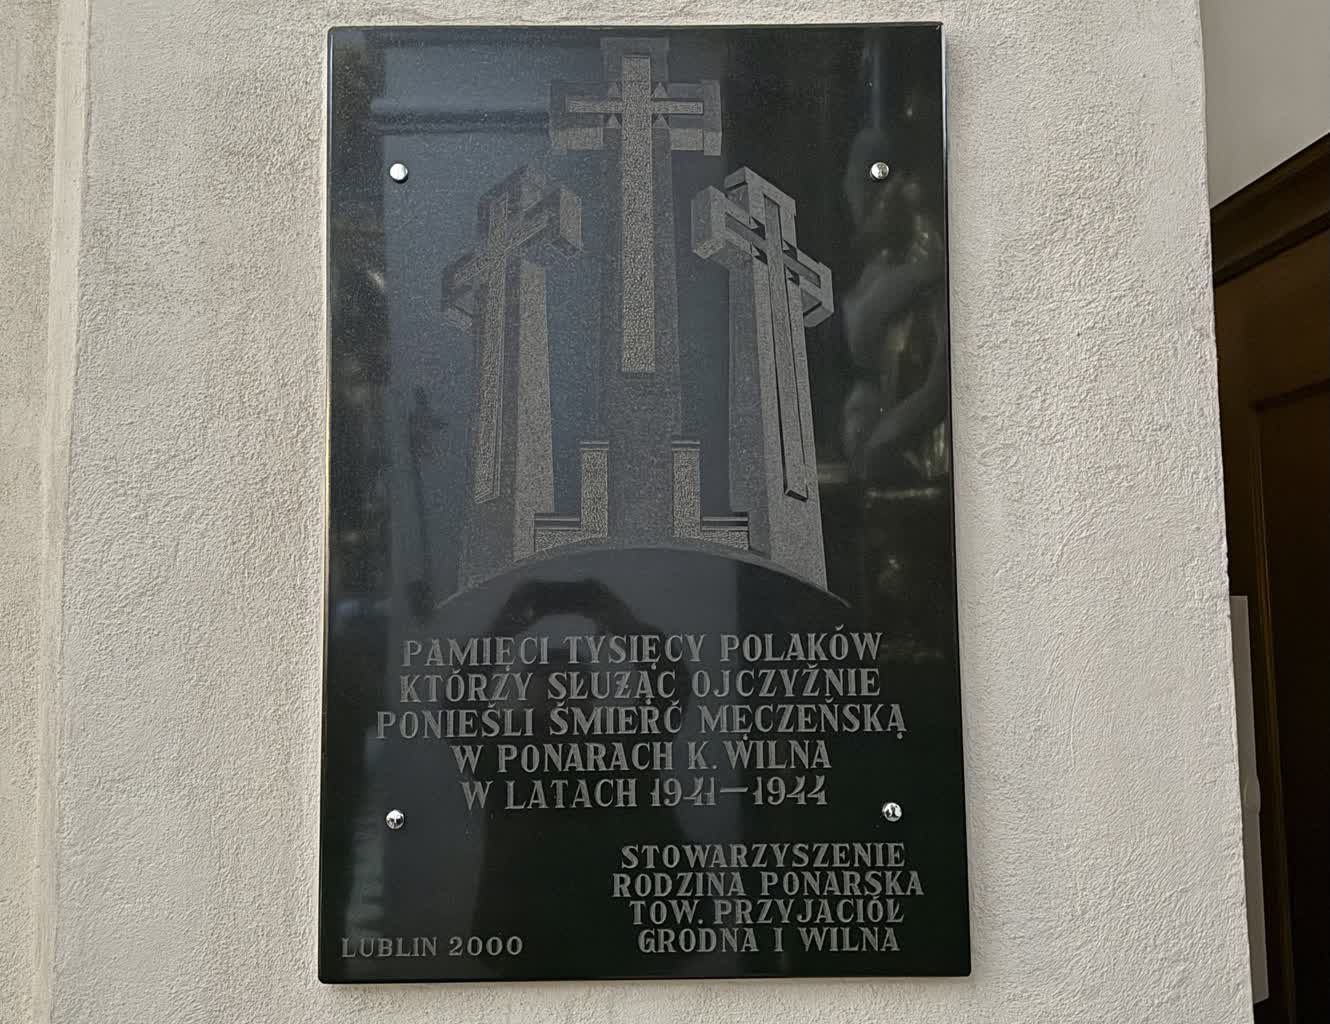 PAMIĘCI TYSIĘCY POLAKÓW
KTÓRZY SŁUŻĄC OJCZYŹNIE
PONIEŚLI ŚMIERĆ MĘCZEŃSKĄ
W PONARACH K. WILNA
W LATACH 1941–1944
STOWARZYSZENIE
RODZINA PONARSKA
TOW. PRZYJACIÓŁ
GRODNA I WILNA
LUBLIN 2000